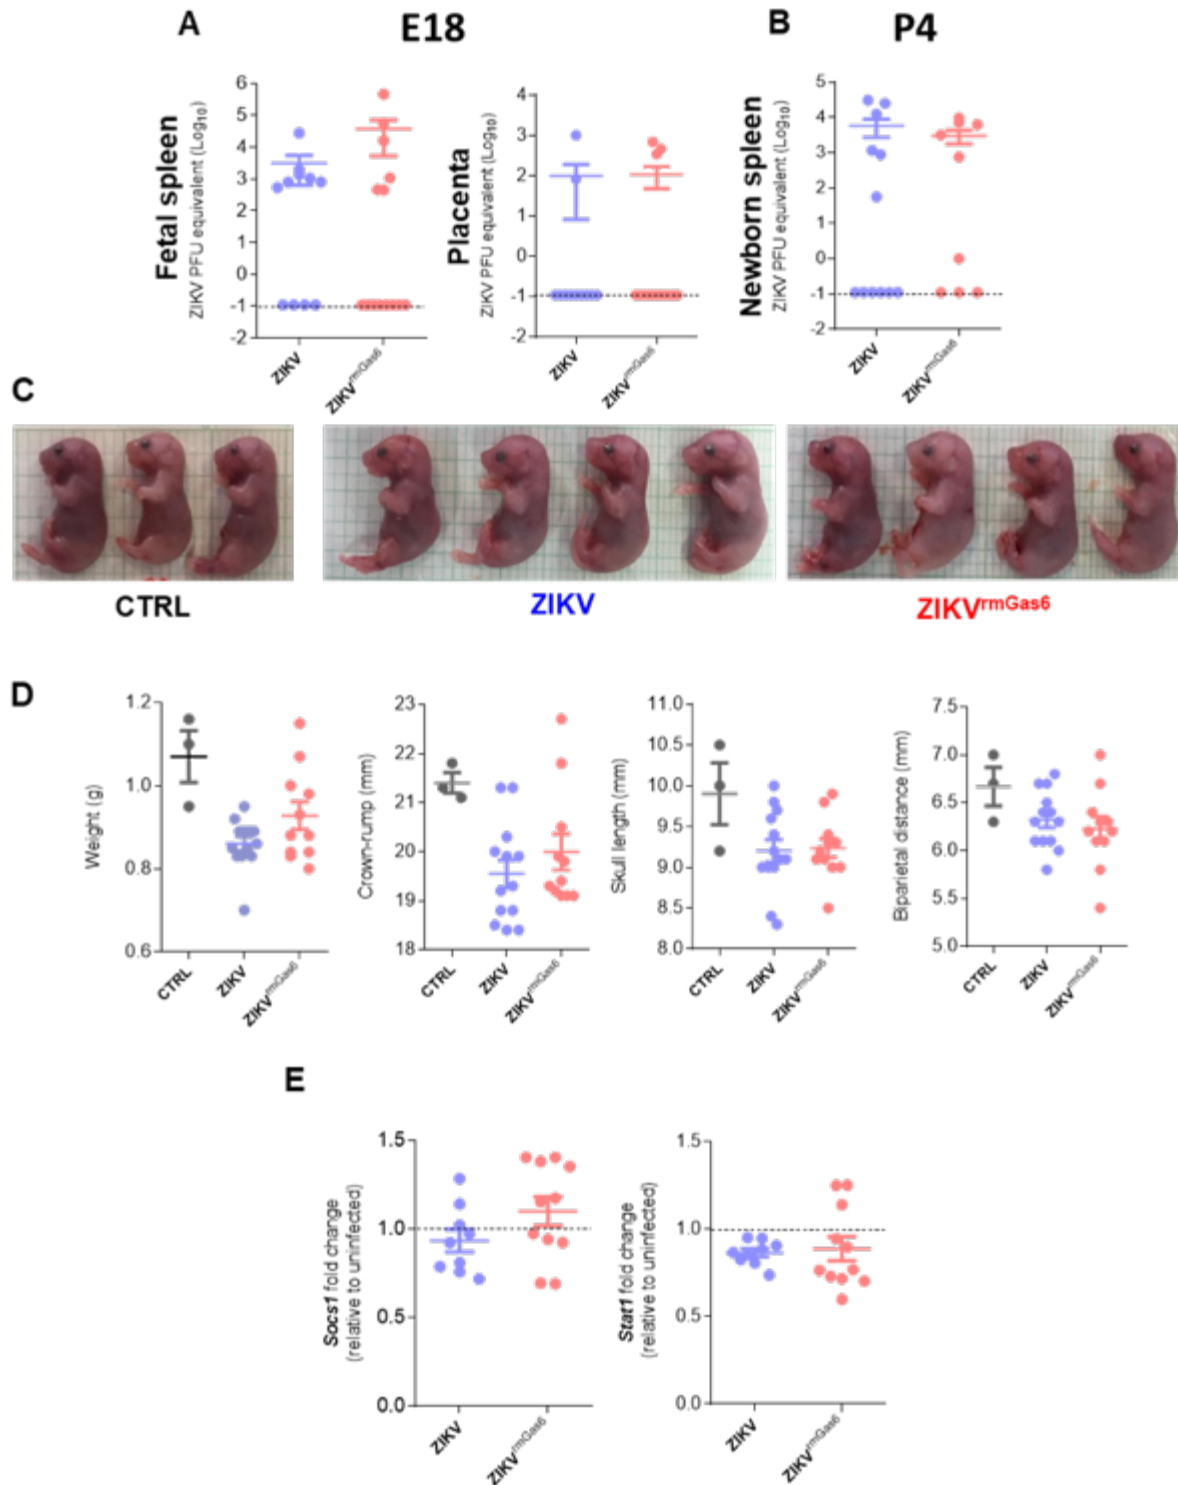 A
E18
B
P4
Fetal spleen
ZIKV PFU equivalent (Log10)
6
5
4
3
2
1
0
-1
-2
ZIKV
ZIKVrmGas6
Placenta
ZIKV PFU equivalent (Log10)
4
3
2
1
0
-1
-2
ZIKV
ZIKVrmGas6
Newborn spleen
ZIKV PFU equivalent (Log10)
5
4
3
2
1
0
-1
-2
ZIKV
ZIKVrmGas6
C
CTRL
ZIKV
ZIKVrmGas6
D
Weight (g)
1.2
1.0
0.8
0.6
CTRL
ZIKV
ZIKVrmGas6
Crown-rump (mm)
23
22
21
20
19
18
CTRL
ZIKV
ZIKVrmGas6
Skull length (mm)
11.0
10.5
10.0
9.5
9.0
8.5
8.0
CTRL
ZIKV
ZIKVrmGas6
Biparietal distance (mm)
7.5
7.0
6.5
6.0
5.5
5.0
CTRL
ZIKV
ZIKVrmGas6
E
Socs1 fold change
(relative to uninfected)
1.5
1.0
0.5
0.0
ZIKV
ZIKVrmGas6
Stat1 fold change
(relative to uninfected)
1.5
1.0
0.5
0.0
ZIKV
ZIKVrmGas6